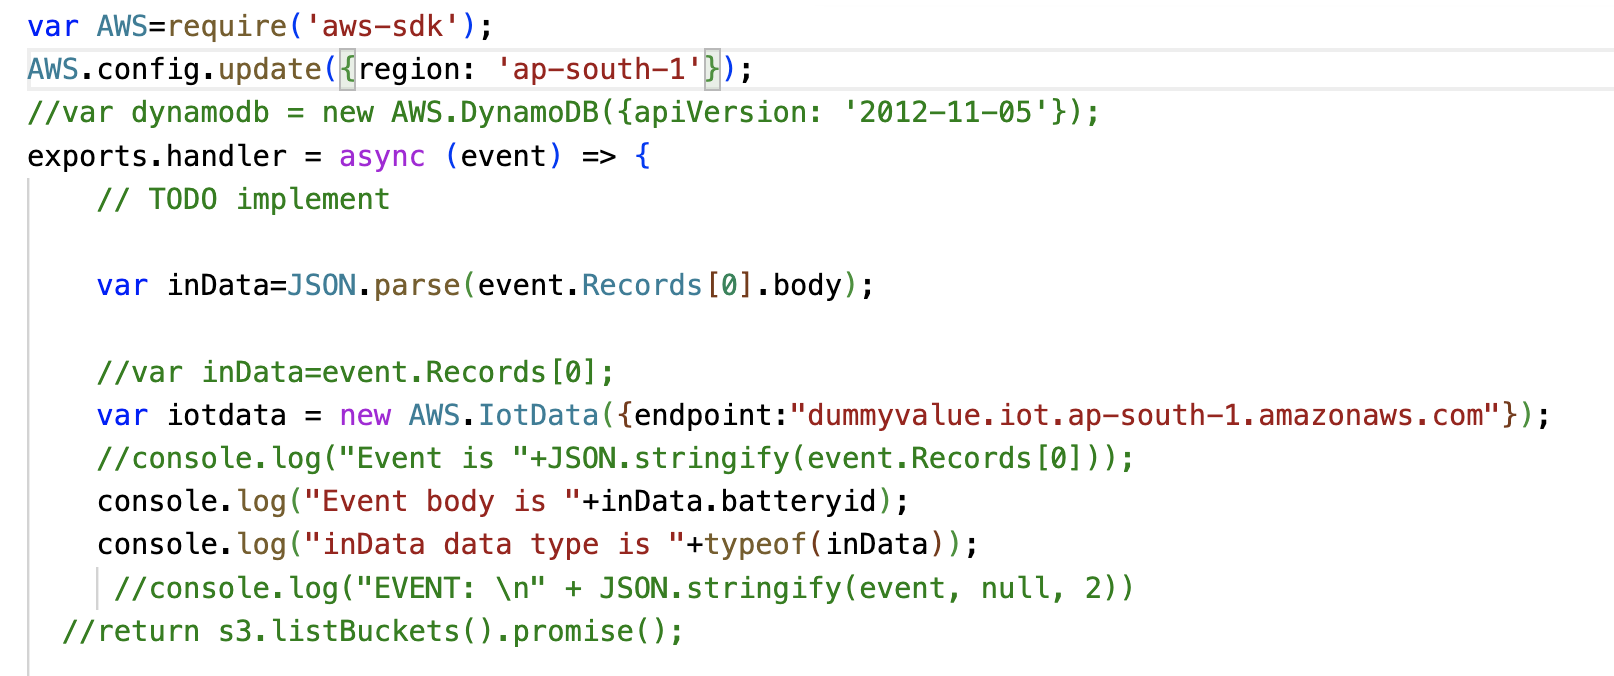 var AWS=require('aws-sdk');
AWS.config.update({region: 'ap-south-1'});
//var dynamodb = new AWS.DynamoDB({apiVersion: '2012-11-05'});
exports.handler = async (event) => {
    // TODO implement

    var inData=JSON.parse(event.Records[0].body);

    //var inData=event.Records[0];
    var iotdata = new AWS.IotData({endpoint:"dummyvalue.iot.ap-south-1.amazonaws.com"});
    //console.log("Event is "+JSON.stringify(event.Records[0]));
    console.log("Event body is "+inData.batteryid);
    console.log("inData data type is "+typeof(inData));
     //console.log("EVENT: \n" + JSON.stringify(event, null, 2))
  //return s3.listBuckets().promise();